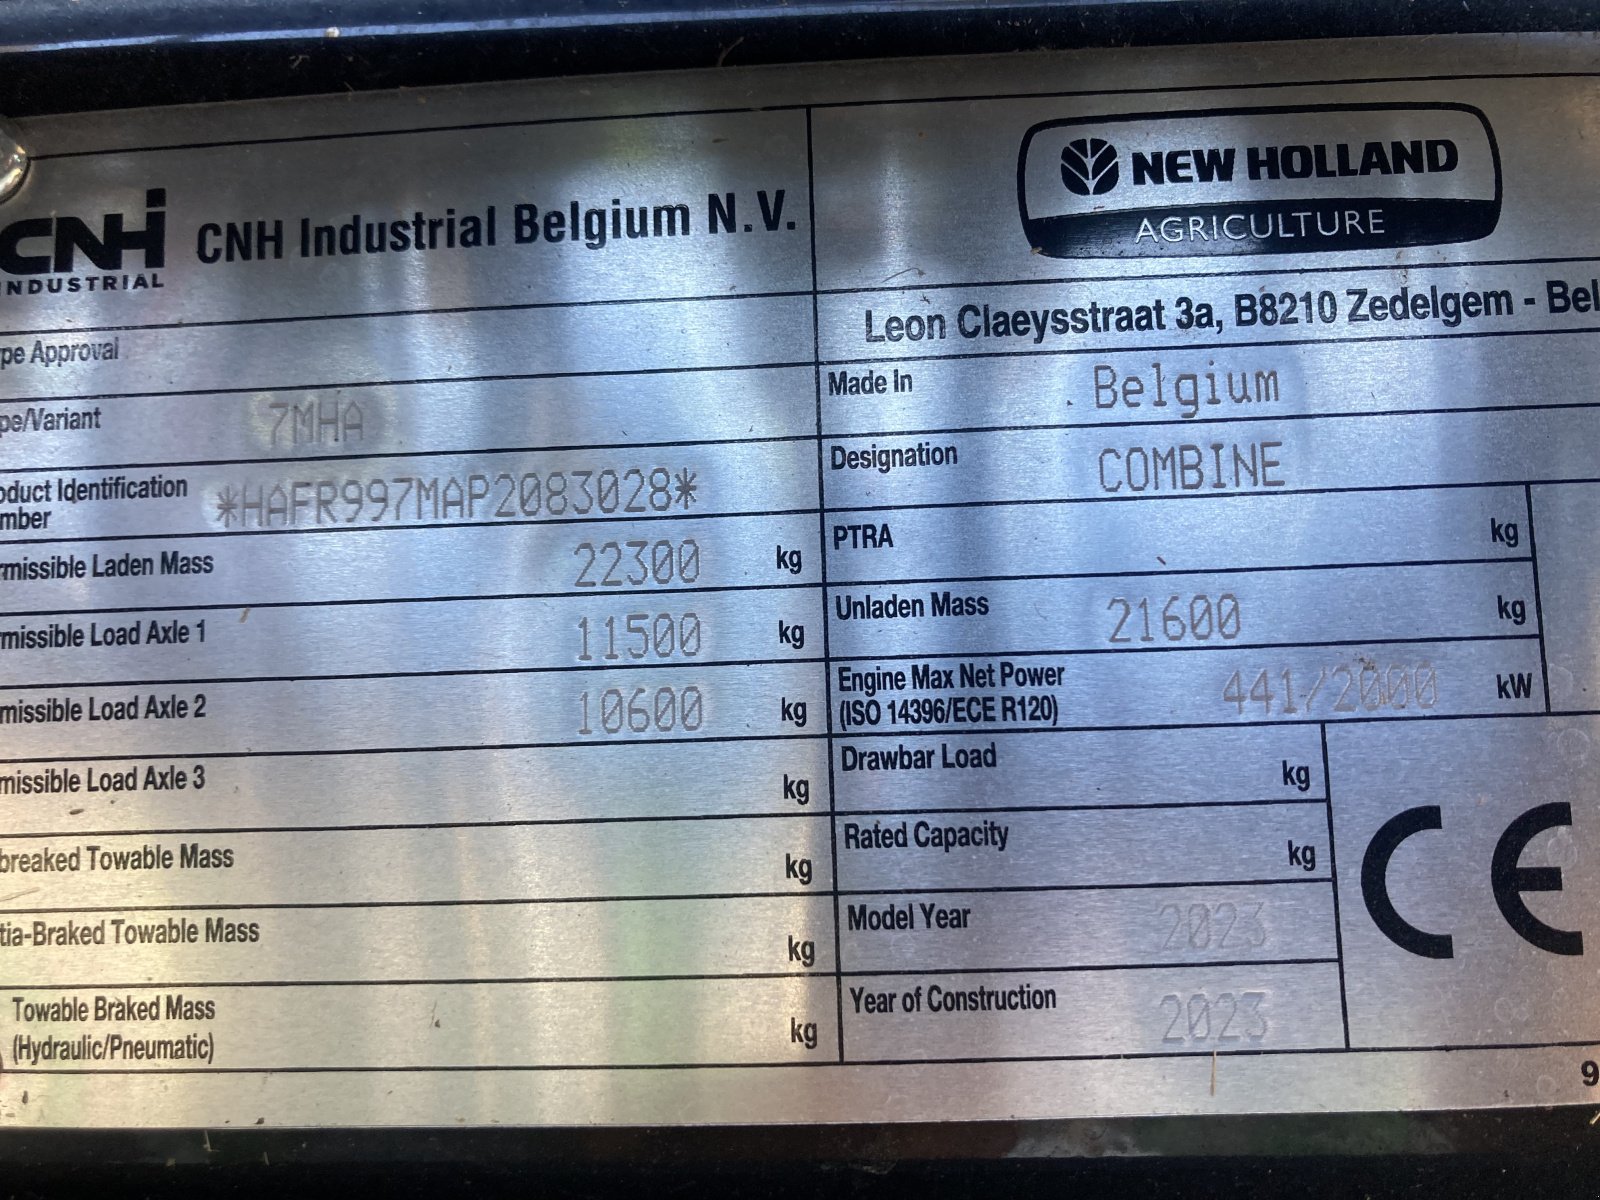 CNH
INDUSTRIAL
CNH Industrial Belgium N.V.
NEW HOLLAND
AGRICULTURE
Leon Claeysstraat 3a, B8210 Zedelgem - Bel
pe Approval
Made In Belgium
pe/Variant 7MHA
Designation COMBINE
oduct Identification
mber *HAFR997MAP2083028*
PTRA kg
rmissible Laden Mass 22300 kg
Unladen Mass 21600 kg
rmissible Load Axle 1 11500 kg
Engine Max Net Power
(ISO 14396/ECE R120) 441/2000 kW
missible Load Axle 2 10600 kg
Drawbar Load kg
missible Load Axle 3 kg
Rated Capacity kg
breaked Towable Mass kg
Model Year 2023
tia-Braked Towable Mass kg
Year of Construction 2023
Towable Braked Mass
(Hydraulic/Pneumatic) kg
CE
9